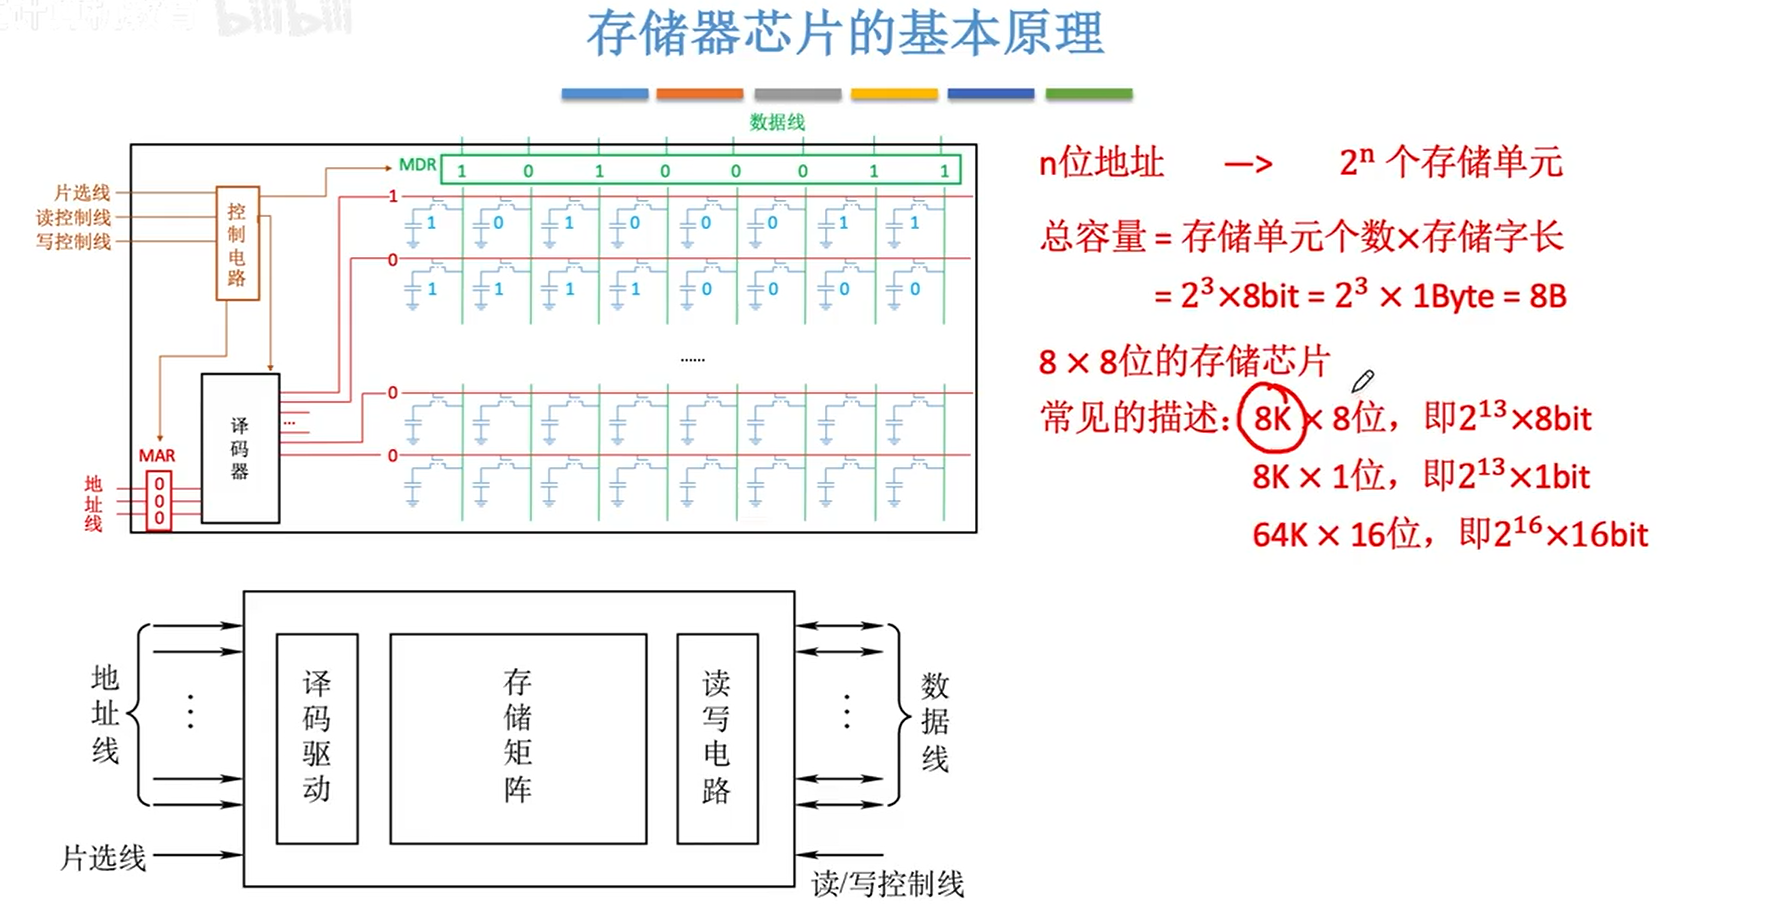 bilibili
存储器芯片的基本原理
数据线
MDR 1 0 1 0 0 0 1 1
片选线
读控制线
写控制线
控制电路
1
1 0 1 0 0 0 1 1
0
1 1 1 1 0 0 0 0
......
0
0
译码器
...
MAR
地址线
0
0
0
n位地址 —> 2ⁿ 个存储单元
总容量 = 存储单元个数×存储字长
= 2³×8bit = 2³ × 1Byte = 8B
8 × 8位的存储芯片
常见的描述：8K × 8位，即2¹³×8bit
8K × 1位，即2¹³×1bit
64K × 16位，即2¹⁶×16bit
地址线
译码驱动
存储矩阵
读写电路
数据线
片选线
读/写控制线